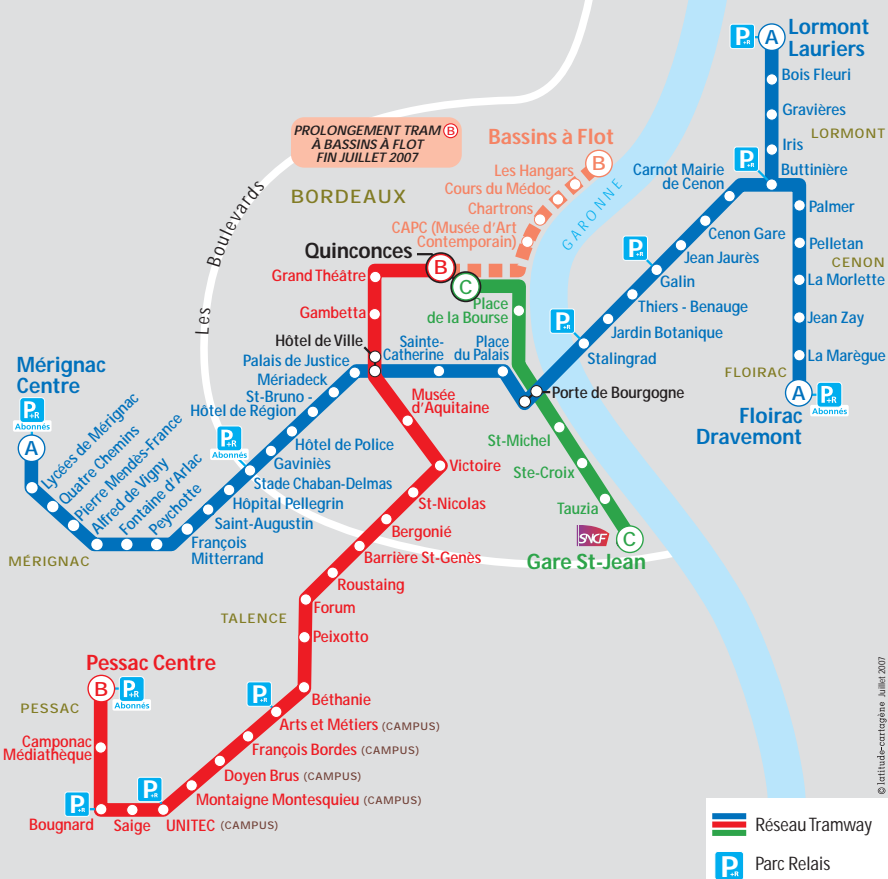 P+R
A
Lormont
Lauriers
Bois Fleuri
Gravières
LORMONT
Iris
P+R
Buttinière
PROLONGEMENT TRAM B
À BASSINS À FLOT
FIN JUILLET 2007
Bassins à Flot
B
Les Hangars
Cours du Médoc
Chartrons
CAPC (Musée d'Art
Contemporain)
GARONNE
Carnot Mairie
de Cenon
Palmer
Pelletan
CENON
La Morlette
Jean Zay
La Marègue
FLOIRAC
A
P+R
Abonnés
Floirac
Dravemont
Cenon Gare
Jean Jaurès
P+R
Galin
Thiers - Benauge
Jardin Botanique
P+R
Stalingrad
BORDEAUX
Les Boulevards
Quinconces
B
C
Grand Théâtre
Gambetta
Place
de la Bourse
Hôtel de Ville
Sainte-
Catherine
Place
du Palais
Porte de Bourgogne
Palais de Justice
Mériadeck
St-Bruno -
Hôtel de Région
Musée
d'Aquitaine
Mérignac
Centre
P+R
Abonnés
A
Lycées de Mérignac
Quatre Chemins
Pierre Mendès-France
Alfred de Vigny
Fontaine d'Arlac
Peychotte
P+R
Abonnés
Hôtel de Police
Gaviniès
Stade Chaban-Delmas
Hôpital Pellegrin
Saint-Augustin
François
Mitterrand
MÉRIGNAC
St-Michel
Ste-Croix
Tauzia
SNCF
C
Gare St-Jean
Victoire
St-Nicolas
Bergonié
Barrière St-Genès
Roustaing
Forum
TALENCE
Peixotto
Béthanie
P+R
Arts et Métiers (CAMPUS)
François Bordes (CAMPUS)
Doyen Brus (CAMPUS)
Montaigne Montesquieu (CAMPUS)
P+R
UNITEC (CAMPUS)
Saige
P+R
Bougnard
Camponac
Médiathèque
PESSAC
Pessac Centre
B
P+R
Abonnés
© latitude-cartagène Juillet 2007
Réseau Tramway
P+R
Parc Relais